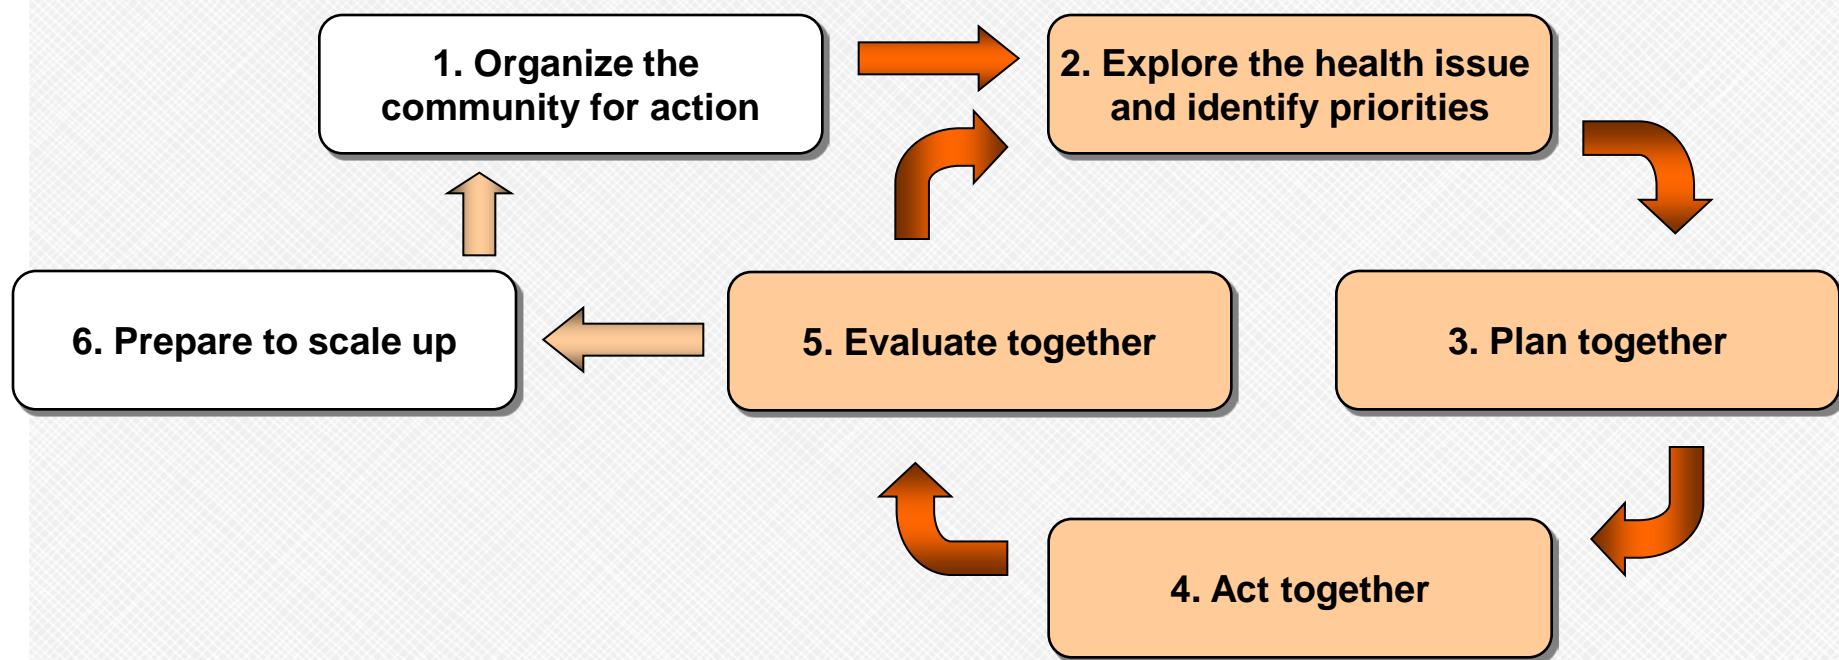 1. Organize the
community for action
2. Explore the health issue
and identify priorities
6. Prepare to scale up
5. Evaluate together
3. Plan together
4. Act together